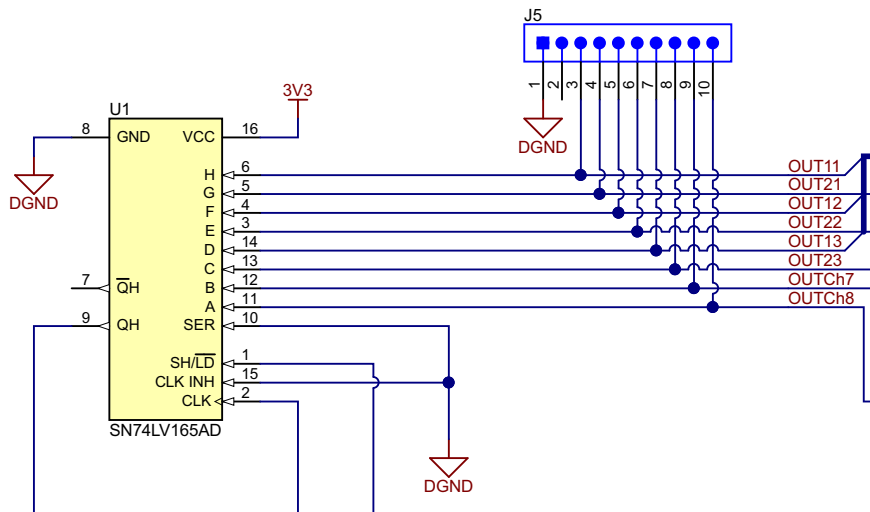 J5
1 2 3 4 5 6 7 8 9 10
DGND
3V3
U1
8 GND VCC 16
DGND
H 6 OUT11
G 5 OUT21
F 4 OUT12
E 3 OUT22
D 14 OUT13
C 13 OUT23
7 QH B 12 OUTCh7
A 11 OUTCh8
9 QH SER 10
SH/LD 1
CLK INH 15
CLK 2
SN74LV165AD
DGND